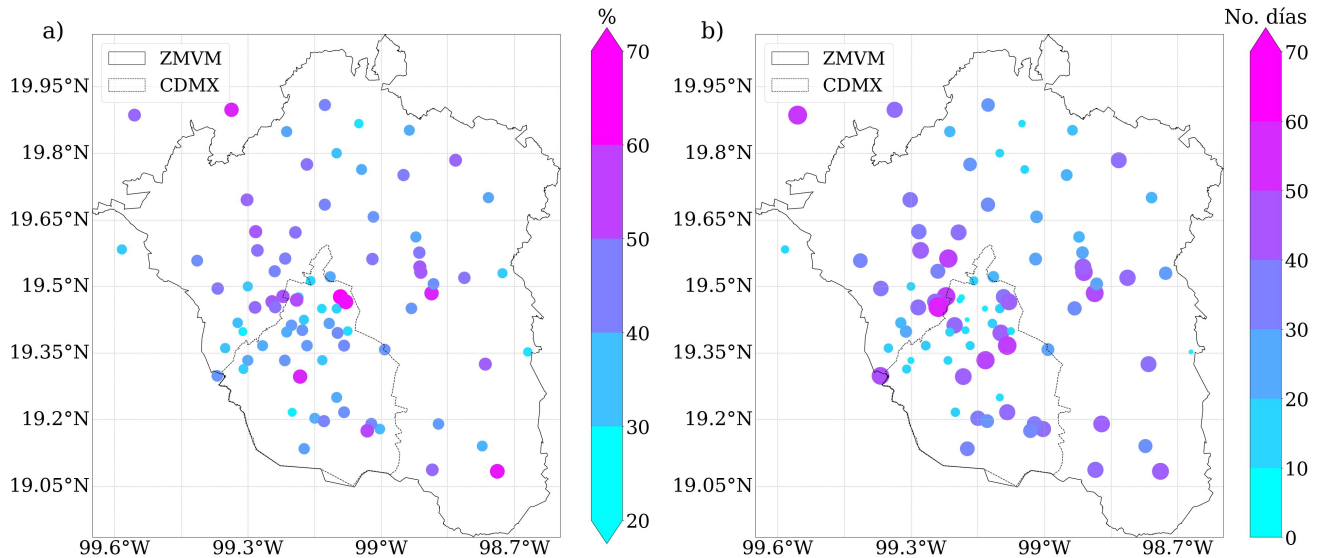 a)
%
ZMVM
CDMX
19.95°N
19.8°N
19.65°N
19.5°N
19.35°N
19.2°N
19.05°N
99.6°W
99.3°W
99°W
98.7°W
70
60
50
40
30
20
b)
No. días
ZMVM
CDMX
19.95°N
19.8°N
19.65°N
19.5°N
19.35°N
19.2°N
19.05°N
99.6°W
99.3°W
99°W
98.7°W
70
60
50
40
30
20
10
0